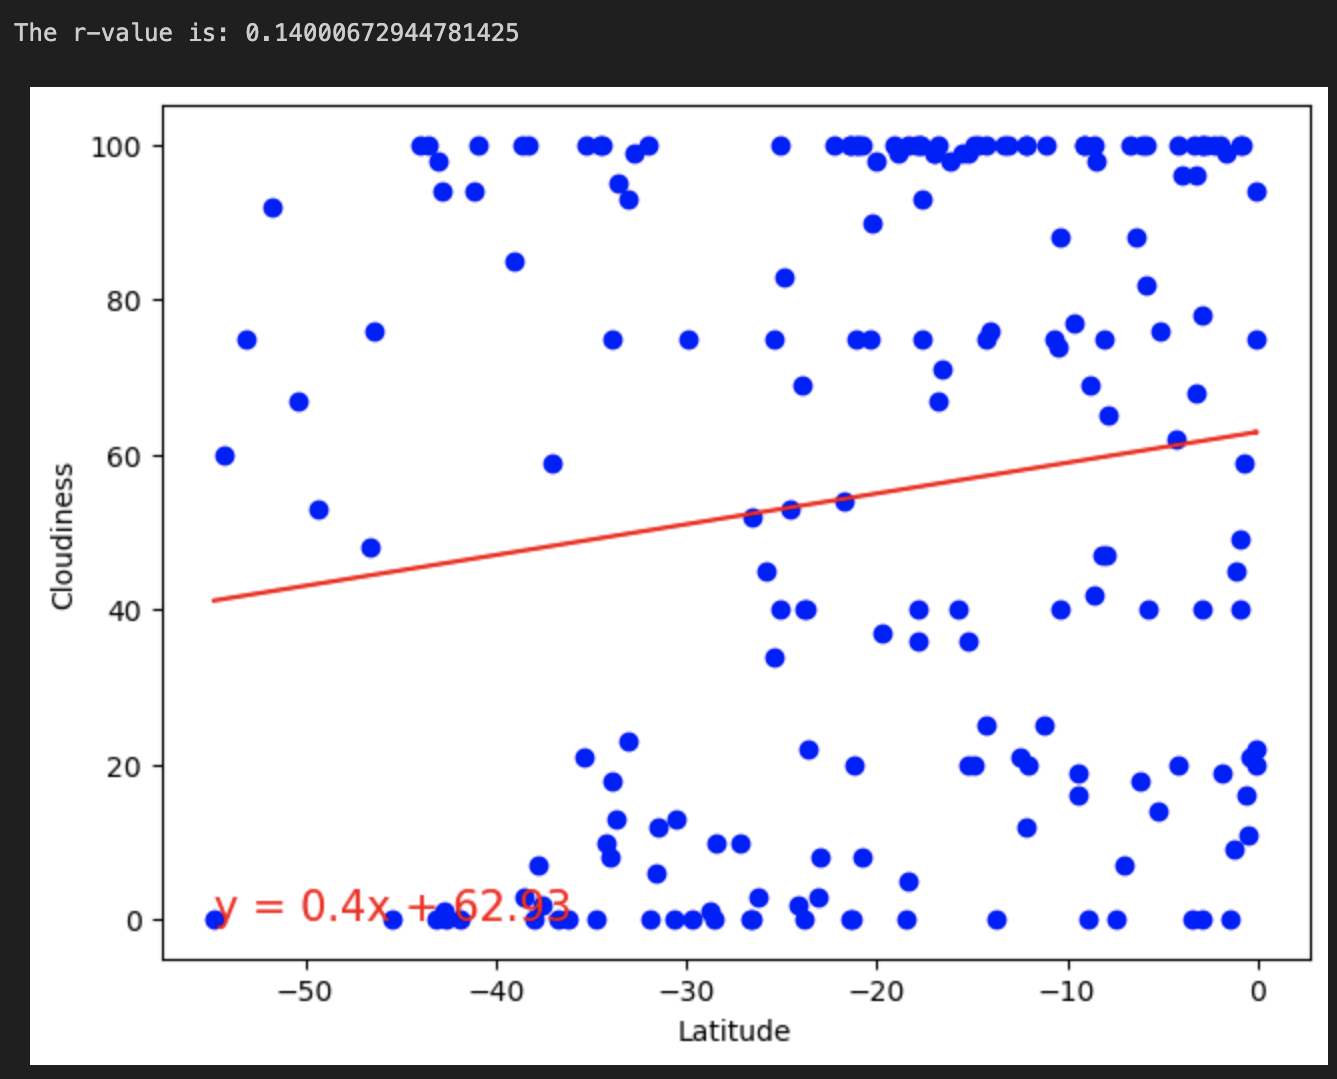 The r-value is: 0.14000672944781425
100
80
60
40
20
0
Cloudiness
y = 0.4x + 62.93
−50 −40 −30 −20 −10 0
Latitude